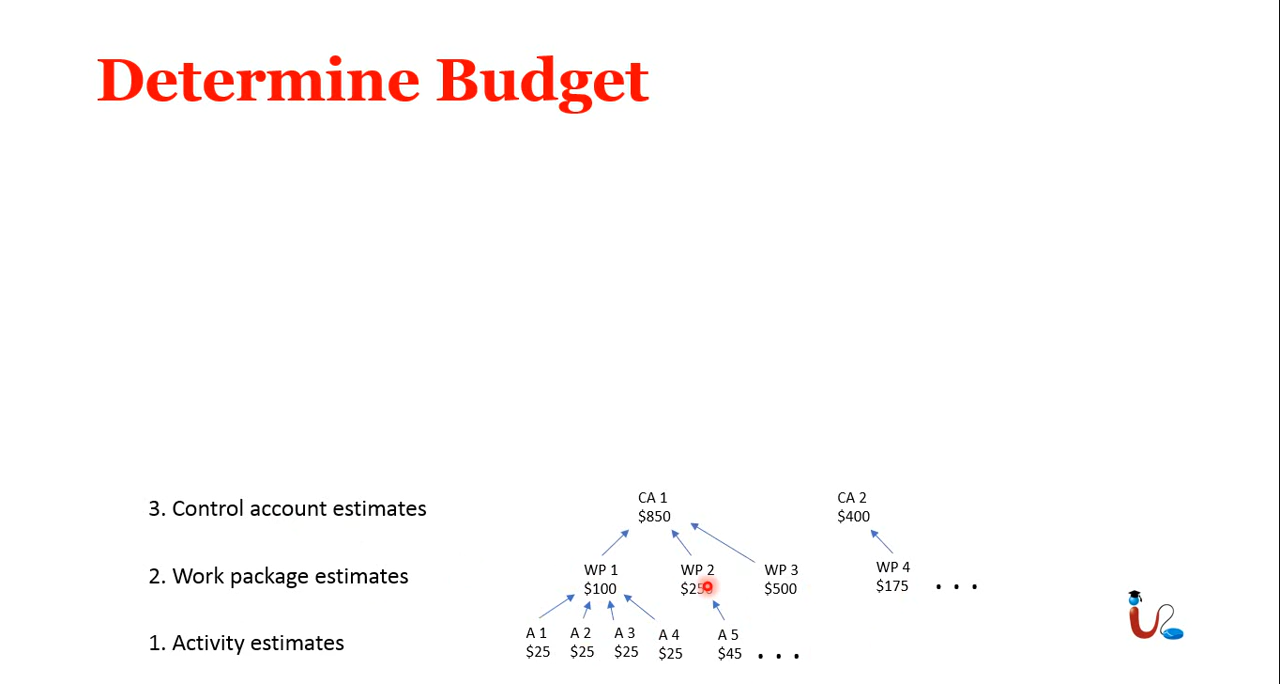 Determine Budget
3. Control account estimates
CA 1
$850
CA 2
$400
2. Work package estimates
WP 1
$100
WP 2
WP 3
$500
WP 4
$175
. . .
1. Activity estimates
A 1
$25
A 2
$25
A 3
$25
A 4
$25
A 5
$45
. . .